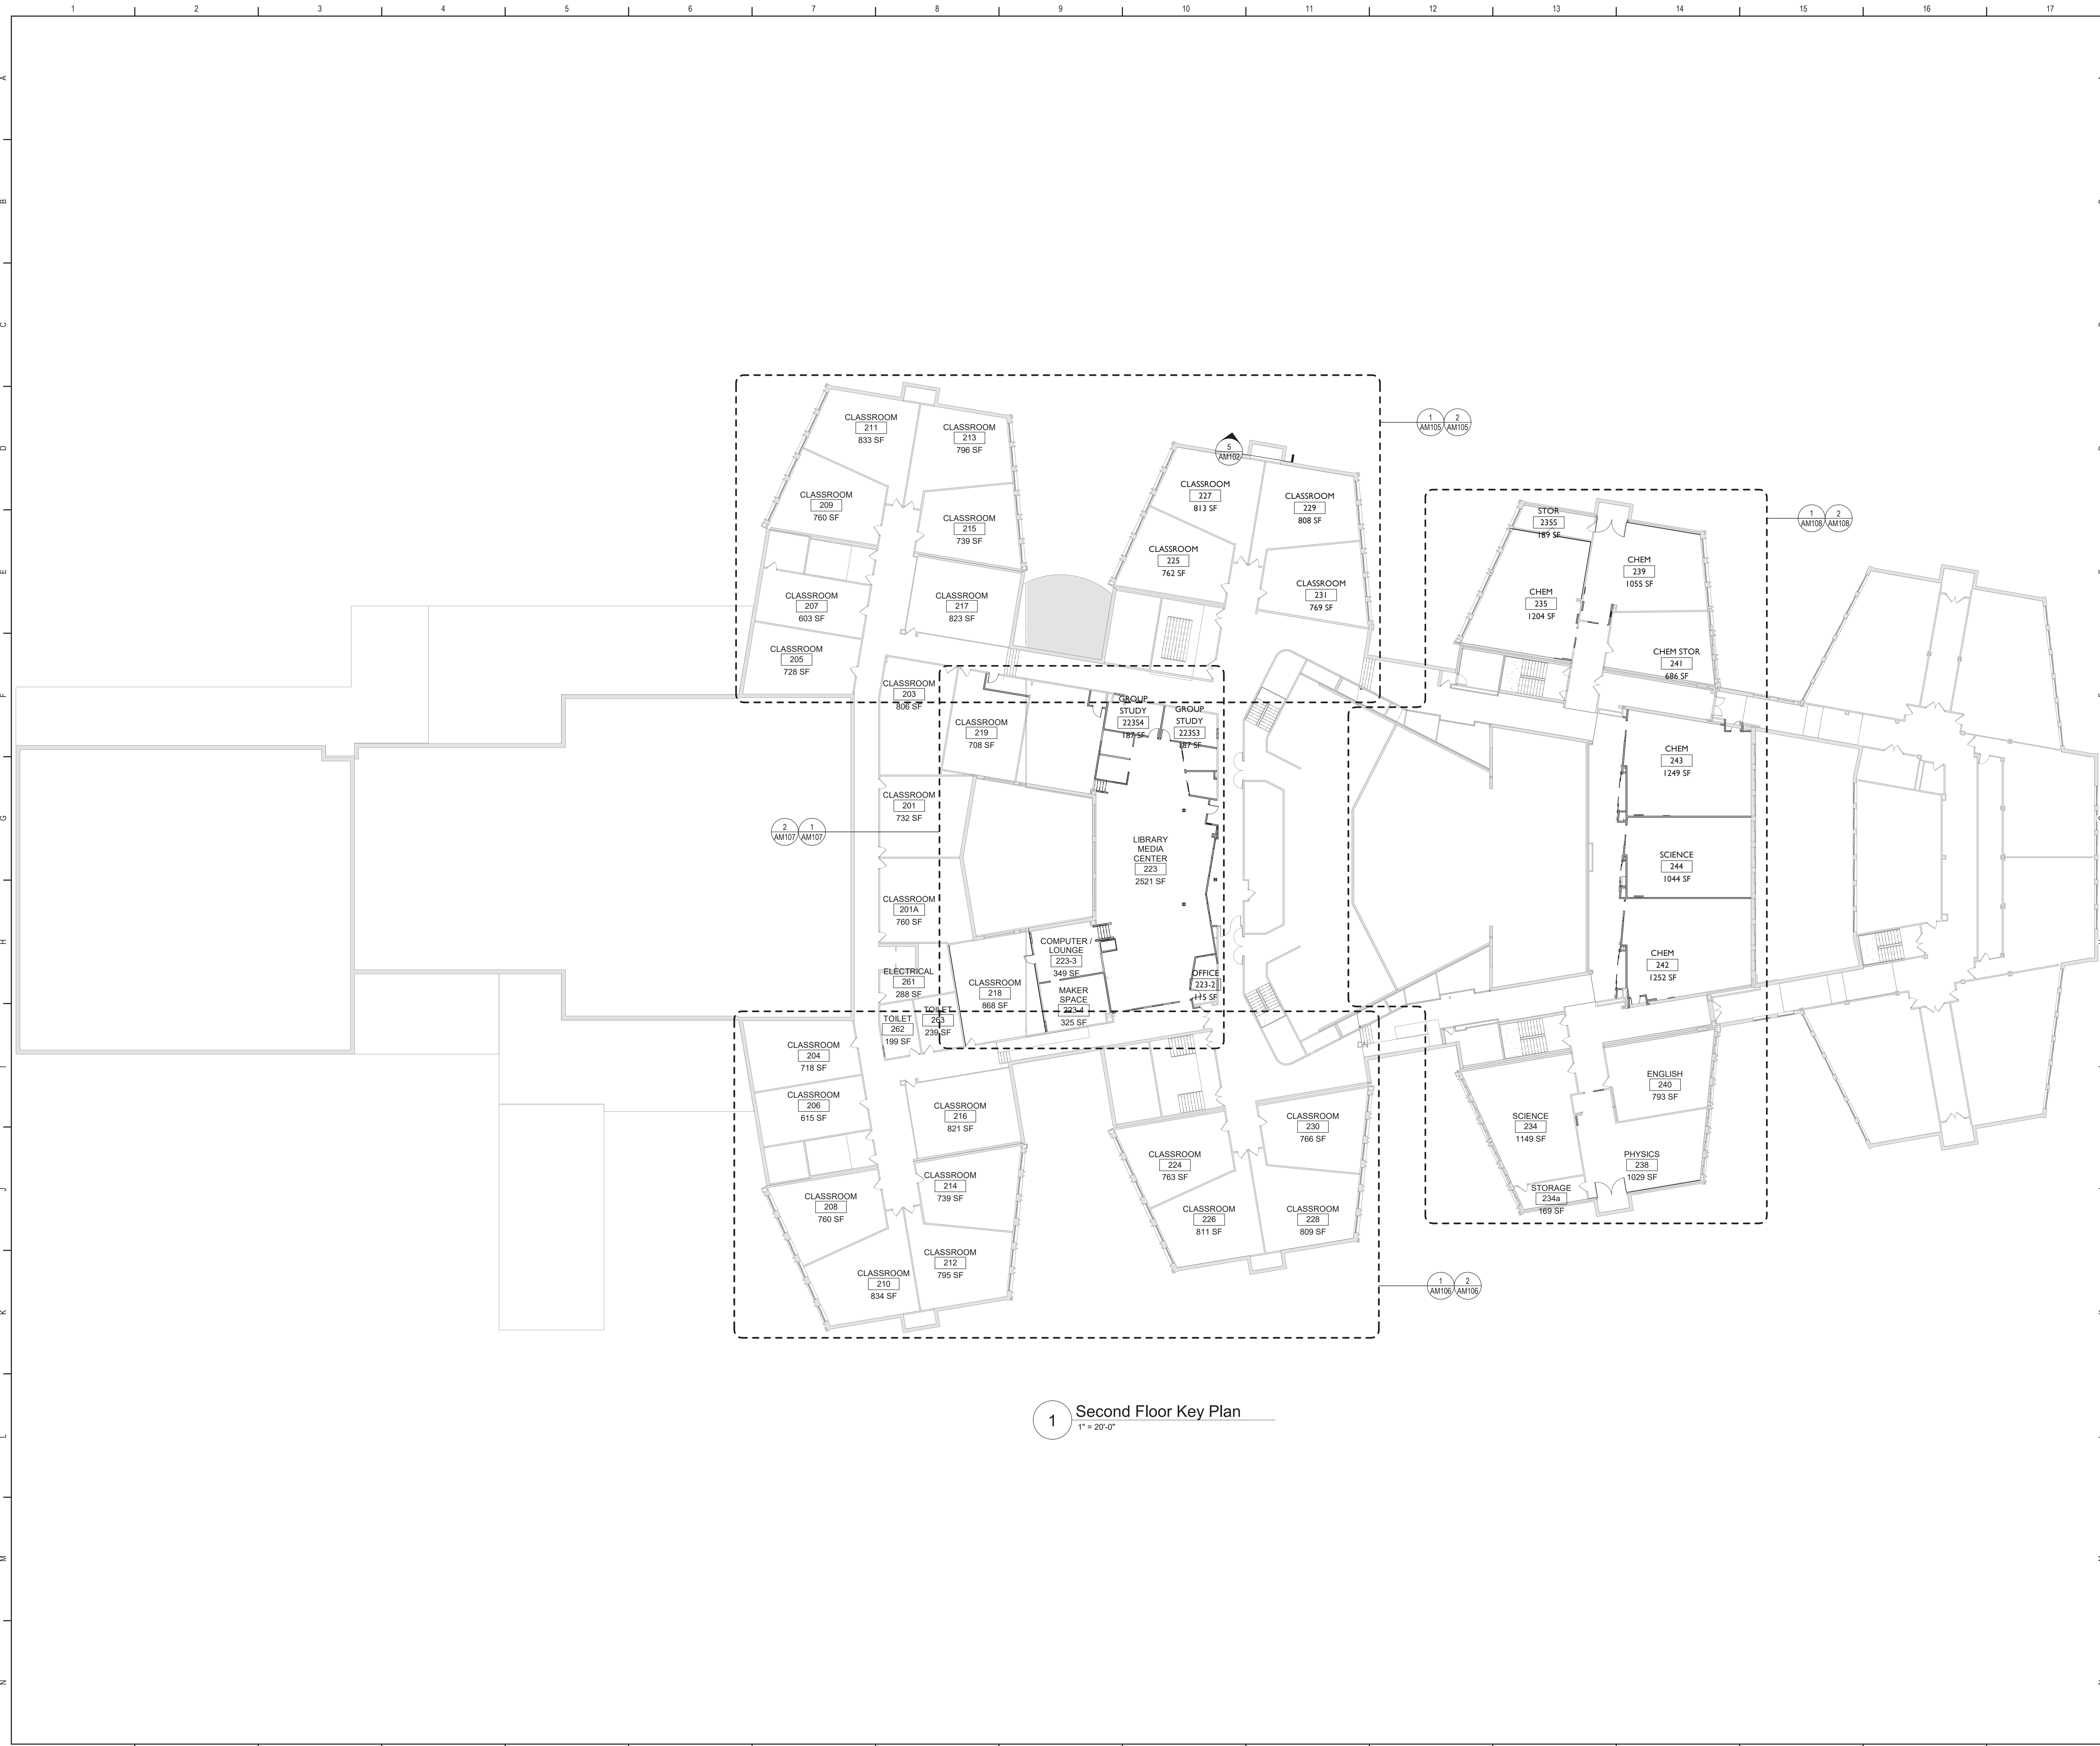 1 2 3 4 5 6 7 8 9 10 11 12 13 14 15 16 17
A
B
C
D
E
F
G
H
I
J
K
L
M
N
CLASSROOM
211
833 SF
CLASSROOM
213
796 SF
CLASSROOM
209
760 SF
CLASSROOM
215
739 SF
CLASSROOM
207
603 SF
CLASSROOM
217
823 SF
CLASSROOM
205
728 SF
5
AM102
CLASSROOM
227
813 SF
CLASSROOM
229
808 SF
CLASSROOM
225
762 SF
CLASSROOM
231
769 SF
1
AM105
2
AM105
STOR
235S
189 SF
CHEM
239
1055 SF
CHEM
235
1204 SF
CHEM STOR
241
686 SF
1
AM108
2
AM108
CLASSROOM
203
806 SF
CLASSROOM
219
708 SF
GROUP
STUDY
223S4
187 SF
GROUP
STUDY
223S3
187 SF
CLASSROOM
201
732 SF
2
AM107
1
AM107
LIBRARY
MEDIA
CENTER
223
2521 SF
CHEM
243
1249 SF
SCIENCE
244
1044 SF
CHEM
242
1252 SF
CLASSROOM
201A
760 SF
COMPUTER /
LOUNGE
223-3
349 SF
ELECTRICAL
261
288 SF
CLASSROOM
218
868 SF
MAKER
SPACE
223-4
325 SF
OFFICE
223-2
115 SF
TOILET
262
199 SF
TOILET
263
239 SF
DN
CLASSROOM
204
718 SF
CLASSROOM
206
615 SF
CLASSROOM
216
821 SF
CLASSROOM
214
739 SF
CLASSROOM
208
760 SF
CLASSROOM
212
795 SF
CLASSROOM
210
834 SF
CLASSROOM
230
766 SF
CLASSROOM
224
763 SF
CLASSROOM
226
811 SF
CLASSROOM
228
809 SF
ENGLISH
240
793 SF
SCIENCE
234
1149 SF
PHYSICS
238
1029 SF
STORAGE
234a
169 SF
1
AM106
2
AM106
1
Second Floor Key Plan
1" = 20'-0"